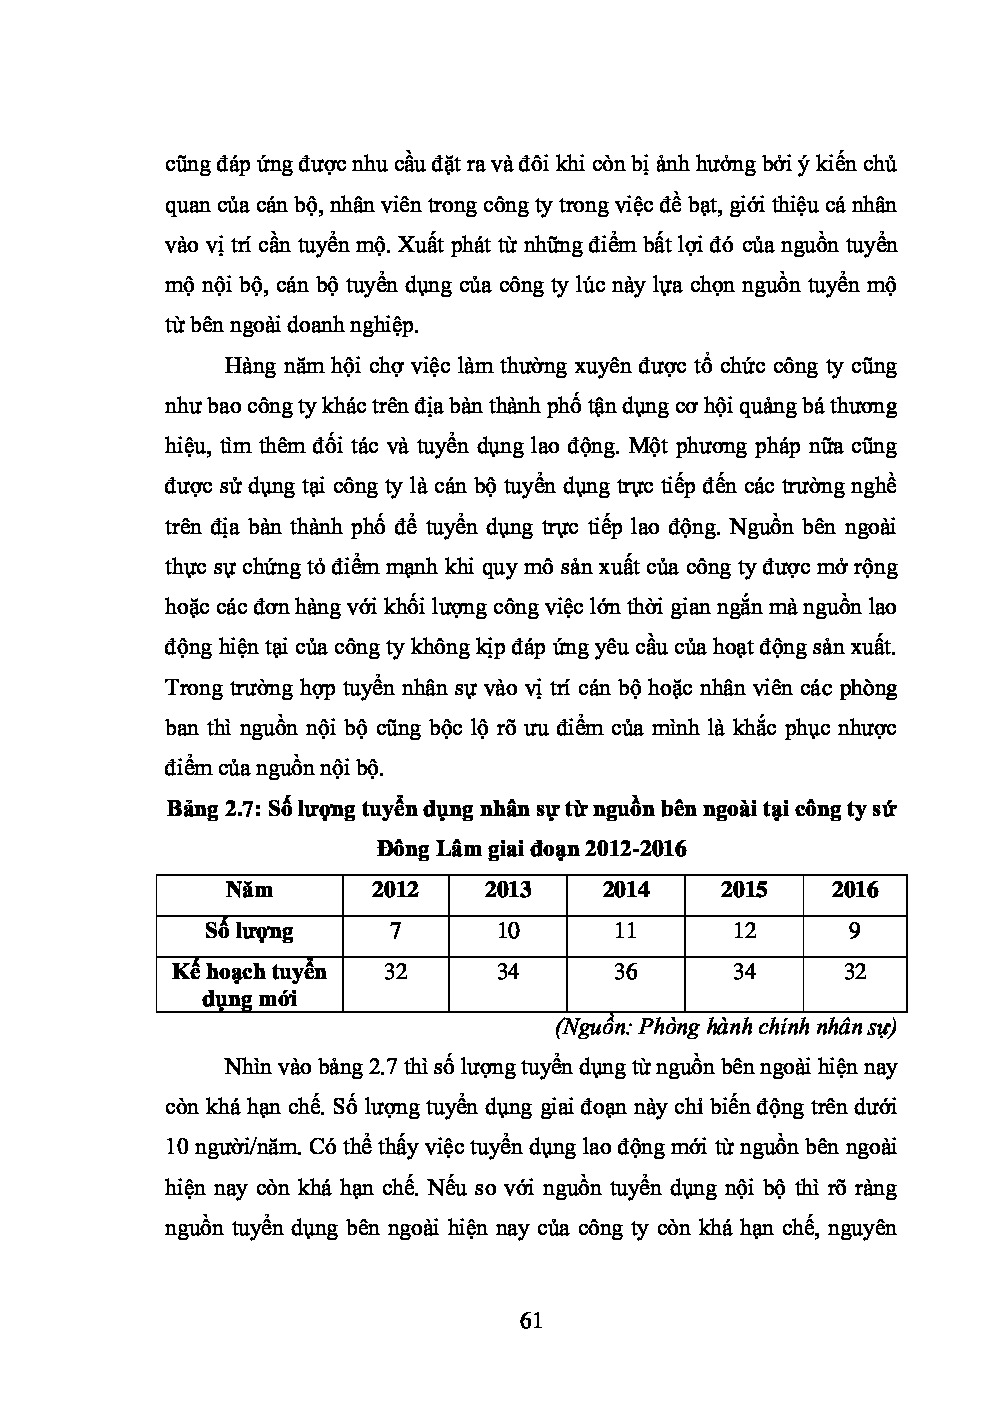 cũng đáp ứng được nhu cầu đặt ra và đôi khi còn bị ảnh hưởng bởi ý kiến chủ
quan của cán bộ, nhân viên trong công ty trong việc đề bạt, giới thiệu cá nhân
vào vị trí cần tuyển mộ. Xuất phát từ những điểm bất lợi đó của nguồn tuyển
mộ nội bộ, cán bộ tuyển dụng của công ty lúc này lựa chọn nguồn tuyển mộ
từ bên ngoài doanh nghiệp.
Hàng năm hội chợ việc làm thường xuyên được tổ chức công ty cũng
như bao công ty khác trên địa bàn thành phố tận dụng cơ hội quảng bá thương
hiệu, tìm thêm đối tác và tuyển dụng lao động. Một phương pháp nữa cũng
được sử dụng tại công ty là cán bộ tuyển dụng trực tiếp đến các trường nghề
trên địa bàn thành phố để tuyển dụng trực tiếp lao động. Nguồn bên ngoài
thực sự chứng tỏ điểm mạnh khi quy mô sản xuất của công ty được mở rộng
hoặc các đơn hàng với khối lượng công việc lớn thời gian ngắn mà nguồn lao
động hiện tại của công ty không kịp đáp ứng yêu cầu của hoạt động sản xuất.
Trong trường hợp tuyển nhân sự vào vị trí cán bộ hoặc nhân viên các phòng
ban thì nguồn nội bộ cũng bộc lộ rõ ưu điểm của mình là khắc phục nhược
điểm của nguồn nội bộ.
Bảng 2.7: Số lượng tuyển dụng nhân sự từ nguồn bên ngoài tại công ty sứ
Đông Lâm giai đoạn 2012-2016
Năm 2012 2013 2014 2015 2016
Số lượng 7 10 11 12 9
Kế hoạch tuyển 32 34 36 34 32
dụng mới
(Nguồn: Phòng hành chính nhân sự)
Nhìn vào bảng 2.7 thì số lượng tuyển dụng từ nguồn bên ngoài hiện nay
còn khá hạn chế. Số lượng tuyển dụng giai đoạn này chỉ biến động trên dưới
10 người/năm. Có thể thấy việc tuyển dụng lao động mới từ nguồn bên ngoài
hiện nay còn khá hạn chế. Nếu so với nguồn tuyển dụng nội bộ thì rõ ràng
nguồn tuyển dụng bên ngoài hiện nay của công ty còn khá hạn chế, nguyên
61